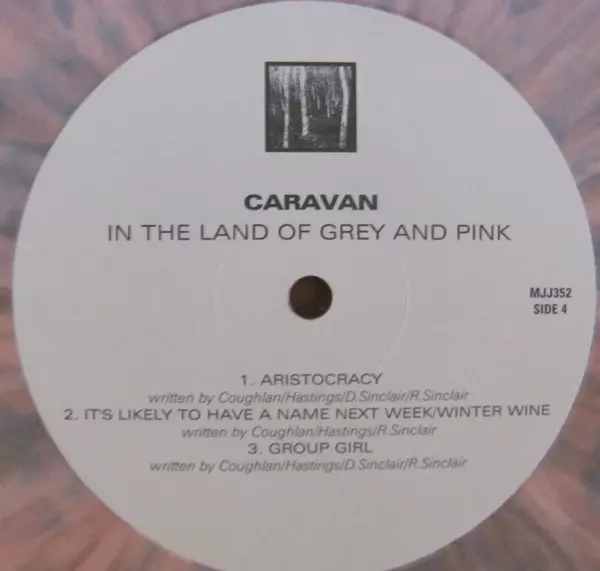 CARAVAN
IN THE LAND OF GREY AND PINK
MJJ352
SIDE 4
1. ARISTOCRACY
written by Coughlan/Hastings/D.Sinclair/R.Sinclair
2. IT'S LIKELY TO HAVE A NAME NEXT WEEK/WINTER WINE
written by Coughlan/Hastings/R.Sinclair
3. GROUP GIRL
written by Coughlan/Hastings/D.Sinclair/R.Sinclair